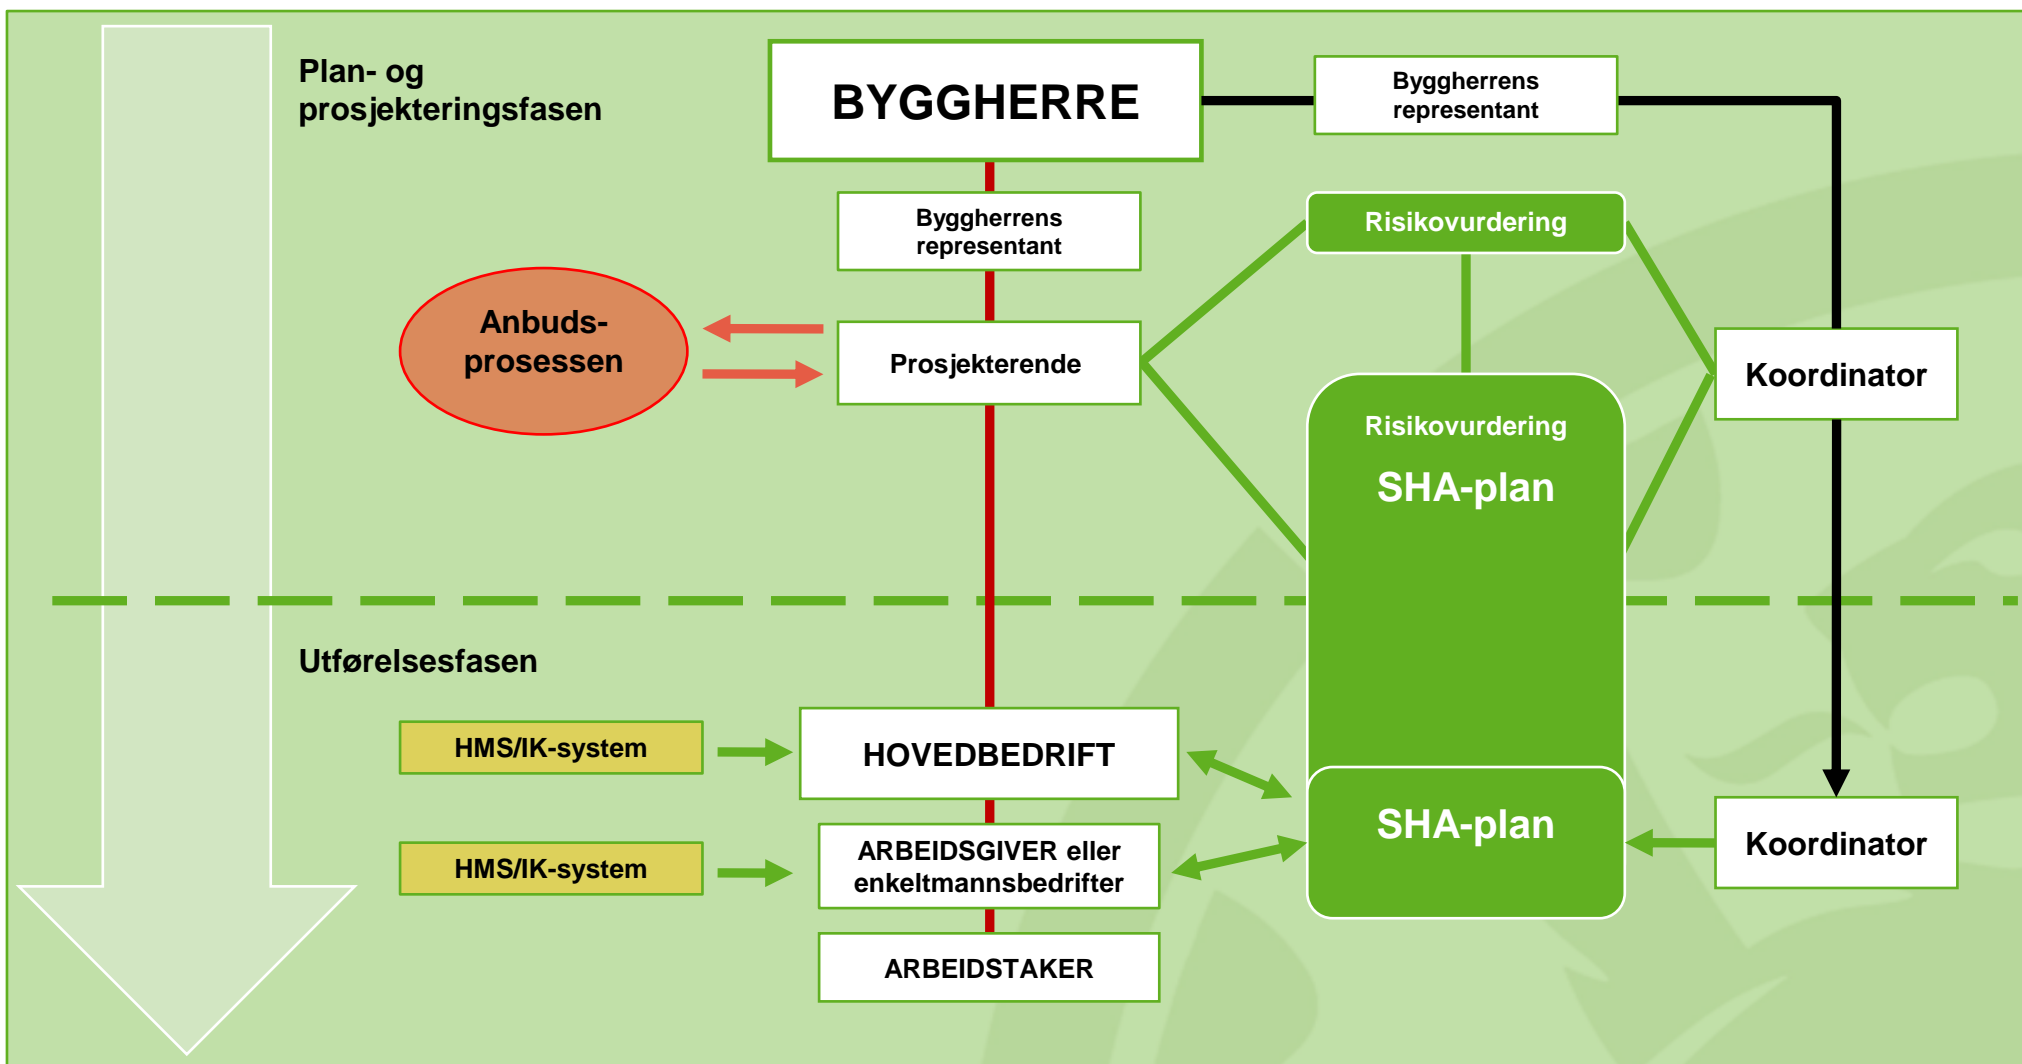 Plan- og
prosjekteringsfasen
BYGGHERRE
Byggherrens
representant
Byggherrens
representant
Risikovurdering
Anbuds-
prosessen
Prosjekterende
Koordinator
Risikovurdering
SHA-plan
Utførelsesfasen
HMS/IK-system
HOVEDBEDRIFT
SHA-plan
Koordinator
HMS/IK-system
ARBEIDSGIVER eller
enkeltmannsbedrifter
ARBEIDSTAKER